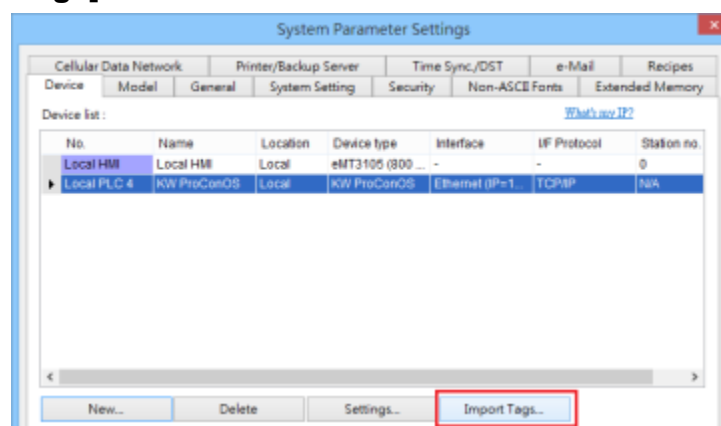 System Parameter Settings
Cellular Data Network Printer/Backup Server Time Sync./DST e-Mail Recipes
Device Model General System Setting Security Non-ASCII Fonts Extended Memory
Device list : What's my IP?
No. Name Location Device type Interface I/F Protocol Station no.
Local HMI Local HMI Local eMT3105 (800 ... - - 0
Local PLC 4 KW ProConOS Local KW ProConOS Ethernet (IP=1... TCP/IP N/A
New... Delete Settings... Import Tags...